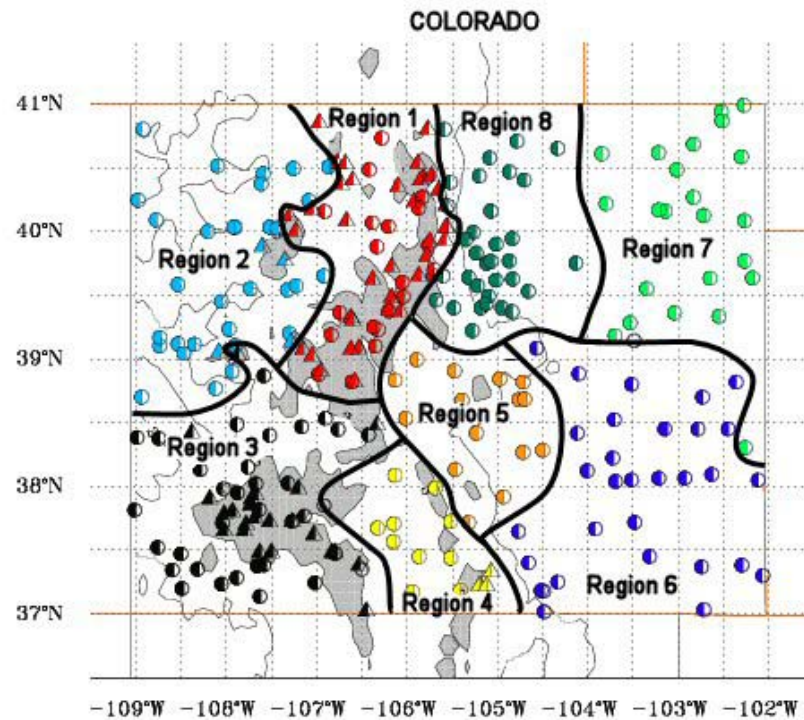 COLORADO
41°N
Region 1
Region 8
40°N
Region 2
Region 7
39°N
Region 5
Region 3
38°N
Region 6
Region 4
37°N
-109°W -108°W -107°W -106°W -105°W -104°W -103°W -102°W